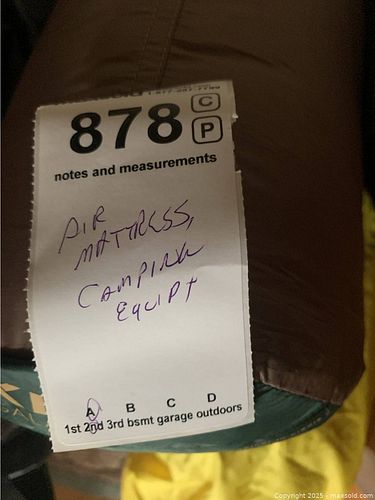 878
C
P
notes and measurements
AIR
MATTRESS,
CAMPING
EQUIPT
A B C D
1st 2nd 3rd bsmt garage outdoors
Copyright 2025 - maxsold.com